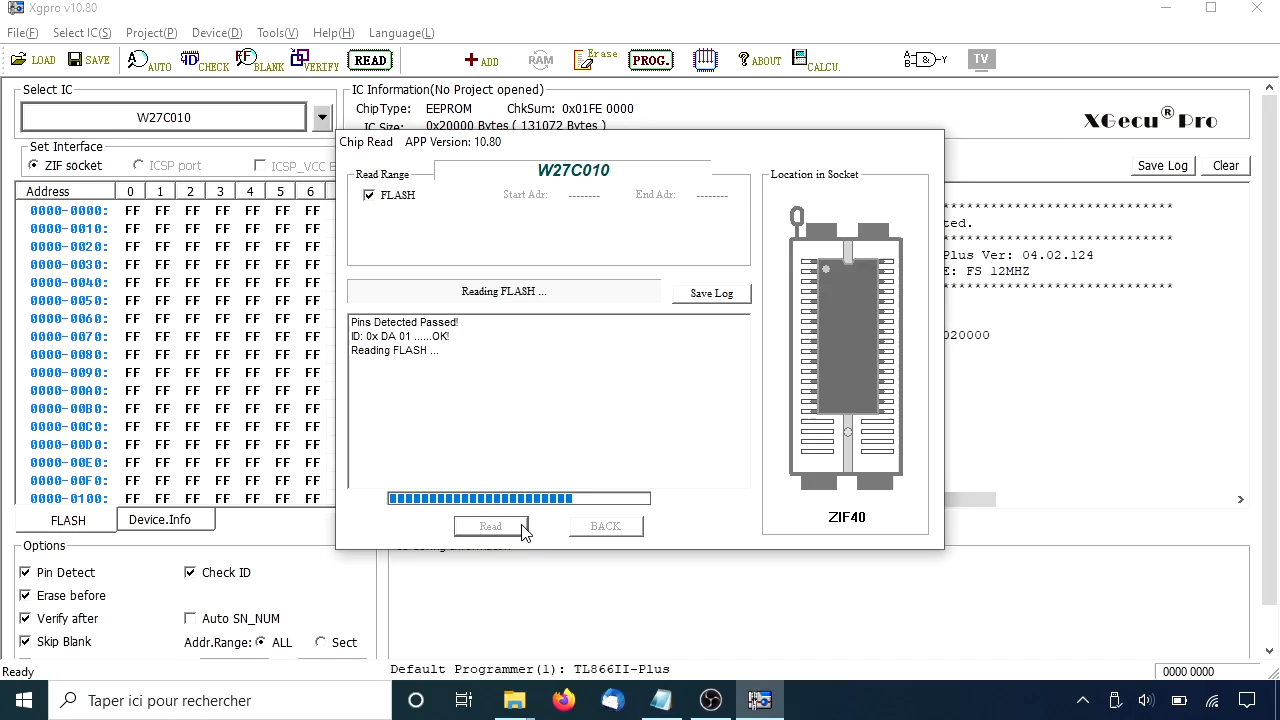 Xgpro v10.80
File(F) Select IC(S) Project(P) Device(D) Tools(V) Help(H) Language(L)
LOAD SAVE AUTO CHECK BLANK VERIFY READ ADD RAM Erase PROG. ABOUT CALCU. TV
Select IC
W27C010
IC Information(No Project opened)
ChipType: EEPROM ChkSum: 0x01FE 0000
IC Size: 0x20000 Bytes ( 131072 Bytes )
XGecu® Pro
Set Interface
ZIF socket ICSP port ICSP_VCC E
Save Log Clear
Address 0 1 2 3 4 5 6
0000-0000: FF FF FF FF FF FF FF
0000-0010: FF FF FF FF FF FF FF
0000-0020: FF FF FF FF FF FF FF
0000-0030: FF FF FF FF FF FF FF
0000-0040: FF FF FF FF FF FF FF
0000-0050: FF FF FF FF FF FF FF
0000-0060: FF FF FF FF FF FF FF
0000-0070: FF FF FF FF FF FF FF
0000-0080: FF FF FF FF FF FF FF
0000-0090: FF FF FF FF FF FF FF
0000-00A0: FF FF FF FF FF FF FF
0000-00B0: FF FF FF FF FF FF FF
0000-00C0: FF FF FF FF FF FF FF
0000-00D0: FF FF FF FF FF FF FF
0000-00E0: FF FF FF FF FF FF FF
0000-00F0: FF FF FF FF FF FF FF
0000-0100: FF FF FF FF FF FF FF
FLASH Device.Info
Chip Read APP Version: 10.80
Read Range
W27C010
FLASH Start Adr: -------- End Adr: --------
Reading FLASH ...
Save Log
Pins Detected Passed!
ID: 0x DA 01 ......OK!
Reading FLASH ...
Read BACK
Location in Socket
ZIF40
*****************************
ted.
*****************************
Plus Ver: 04.02.124
E: FS 12MHZ
*****************************
020000
Options
Pin Detect Check ID
Erase before
Verify after Auto SN_NUM
Skip Blank Addr.Range: ALL Sect
Ready
Default Programmer(1): TL866II-Plus
0000 0000
Taper ici pour rechercher